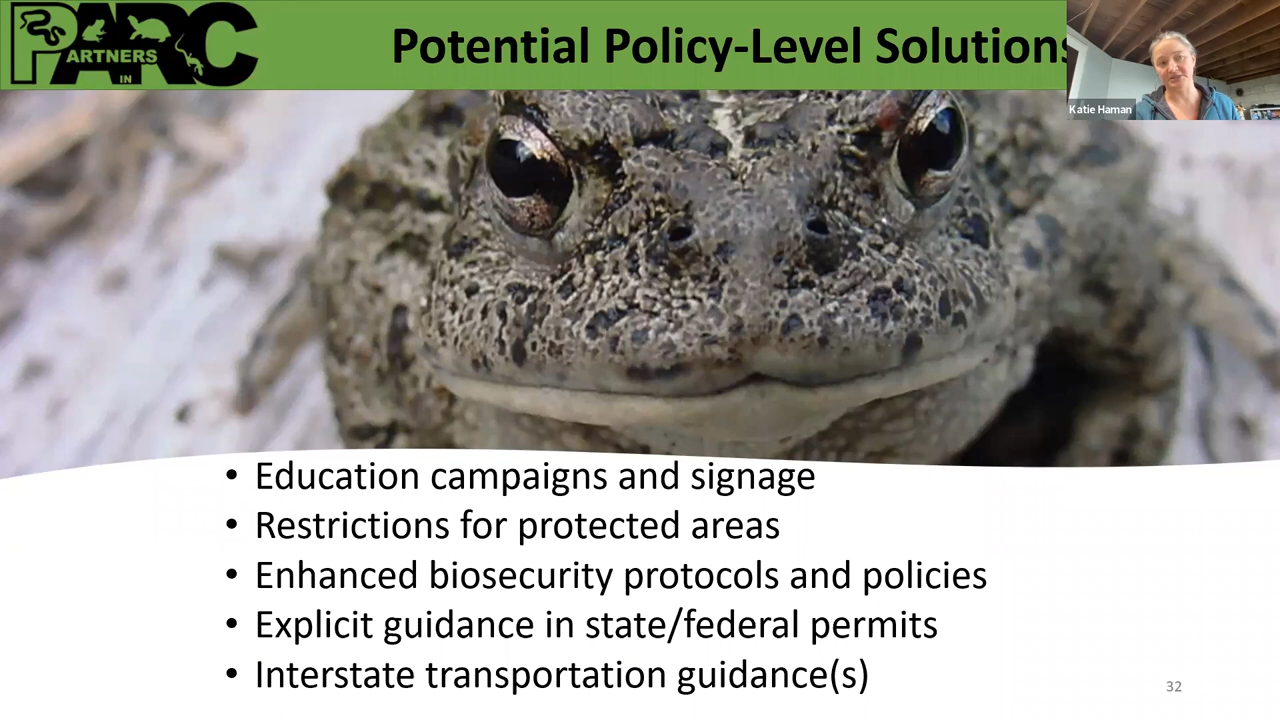 PARC
PARTNERS
IN
Potential Policy-Level Solutions
Katie Haman
• Education campaigns and signage
• Restrictions for protected areas
• Enhanced biosecurity protocols and policies
• Explicit guidance in state/federal permits
• Interstate transportation guidance(s)
32